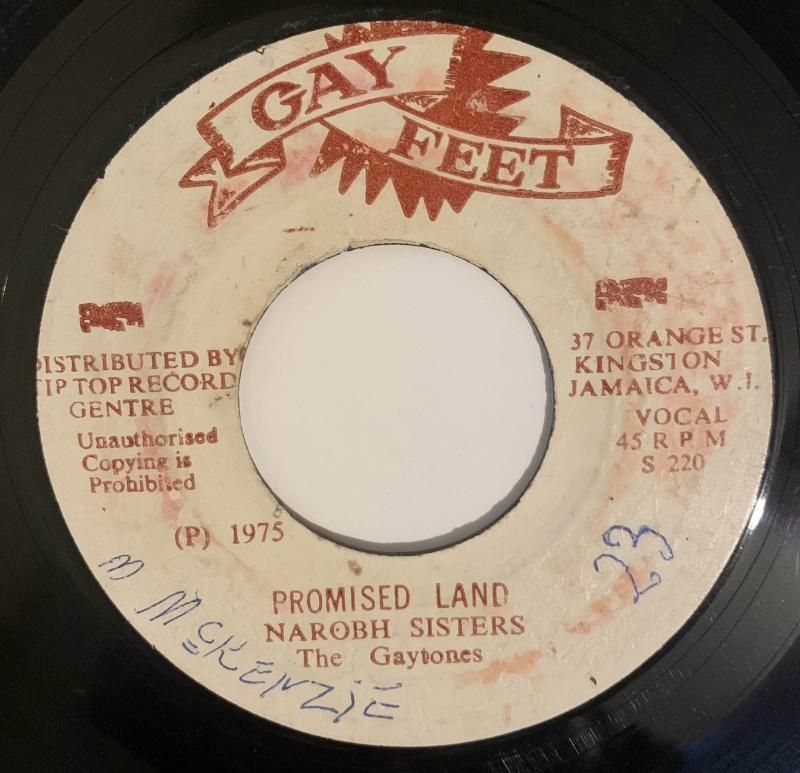 GAY
FEET
DISTRIBUTED BY
TIP TOP RECORD
GENTRE
Unauthorised
Copying is
Prohibited
(P) 1975
37 ORANGE ST.
KINGSTON
JAMAICA, W.I.
VOCAL
45 R P M
S 220
23
PROMISED LAND
NAROBH SISTERS
The Gaytones
M McKENZIE